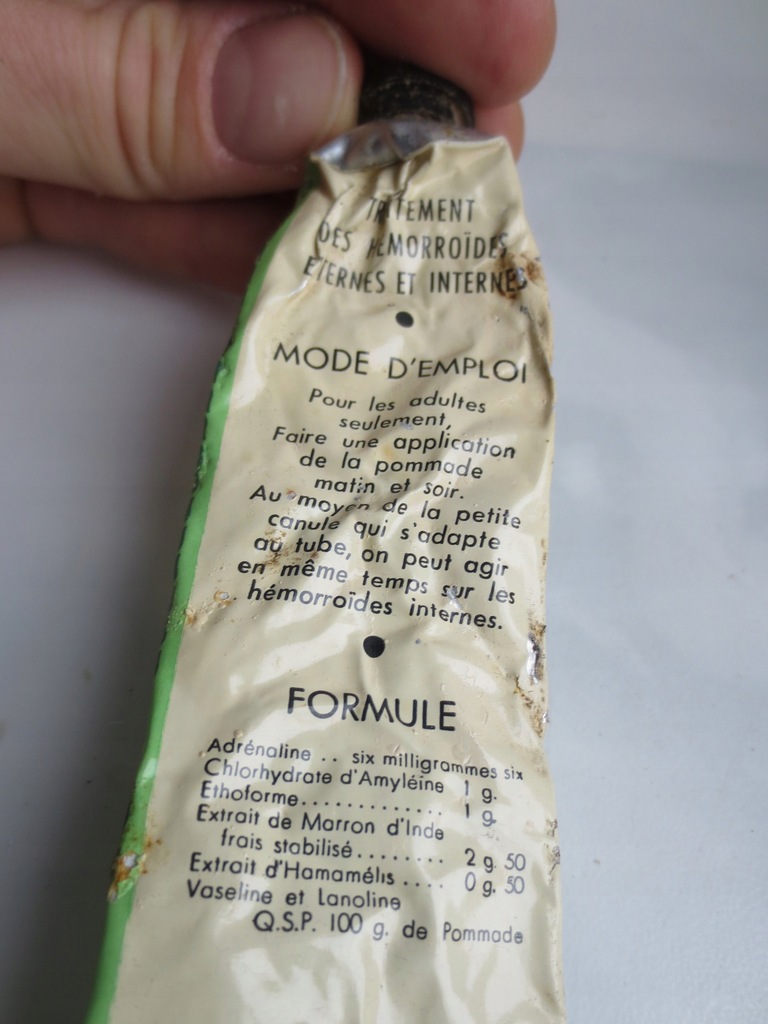 TRAITEMENT
DES HÉMORROÏDES
EXTERNES ET INTERNES
MODE D'EMPLOI
Pour les adultes
seulement,
Faire une application
de la pommade
matin et soir.
Au moyen de la petite
canule qui s'adapte
au tube, on peut agir
en même temps sur les
hémorroïdes internes.
FORMULE
Adrénaline .. six milligrammes six
Chlorhydrate d'Amyléine 1 g.
Ethoforme............ 1 g.
Extrait de Marron d'Inde
frais stabilisé........ 2 g. 50
Extrait d'Hamamélis .... 0 g. 50
Vaseline et Lanoline
Q.S.P. 100 g. de Pommade